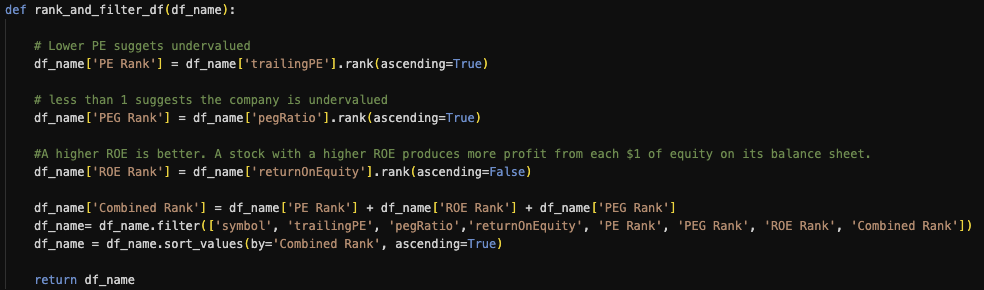 def rank_and_filter_df(df_name):
# Lower PE suggets undervalued
df_name['PE Rank'] = df_name['trailingPE'].rank(ascending=True)
# less than 1 suggests the company is undervalued
df_name['PEG Rank'] = df_name['pegRatio'].rank(ascending=True)
#A higher ROE is better. A stock with a higher ROE produces more profit from each $1 of equity on its balance sheet.
df_name['ROE Rank'] = df_name['returnOnEquity'].rank(ascending=False)
df_name['Combined Rank'] = df_name['PE Rank'] + df_name['ROE Rank'] + df_name['PEG Rank']
df_name= df_name.filter(['symbol', 'trailingPE', 'pegRatio','returnOnEquity', 'PE Rank', 'PEG Rank', 'ROE Rank', 'Combined Rank'])
df_name = df_name.sort_values(by='Combined Rank', ascending=True)
return df_name